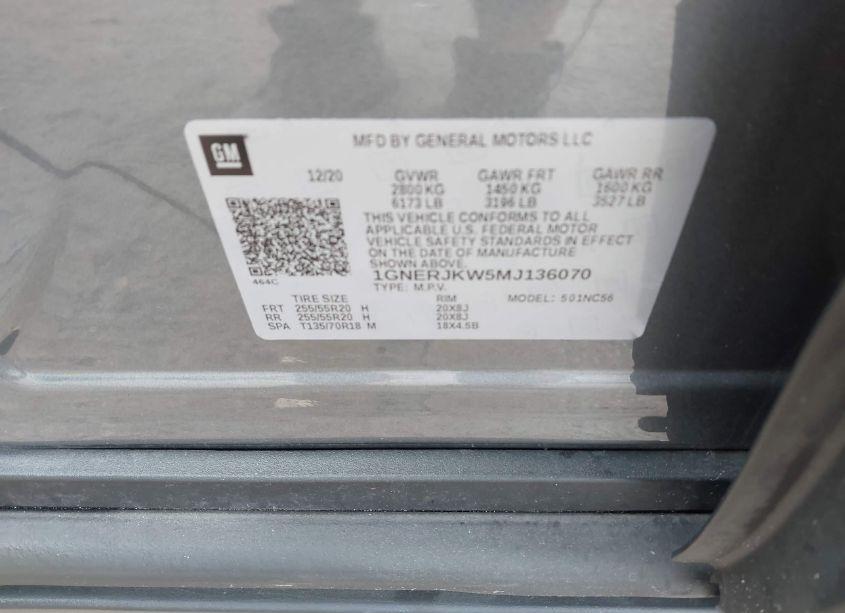 GM
MFD BY GENERAL MOTORS LLC
12/20 GVWR GAWR FRT GAWR RR
2800 KG 1450 KG 1600 KG
6173 LB 3196 LB 3527 LB
THIS VEHICLE CONFORMS TO ALL
APPLICABLE U.S. FEDERAL MOTOR
VEHICLE SAFETY STANDARDS IN EFFECT
ON THE DATE OF MANUFACTURE
SHOWN ABOVE.
464C
1GNERJKW5MJ136070
TYPE: M.P.V. MODEL: 501NC56
TIRE SIZE RIM
FRT 255/55R20 H 20X8J
RR 255/55R20 H 20X8J
SPA T135/70R18 M 18X4.5B